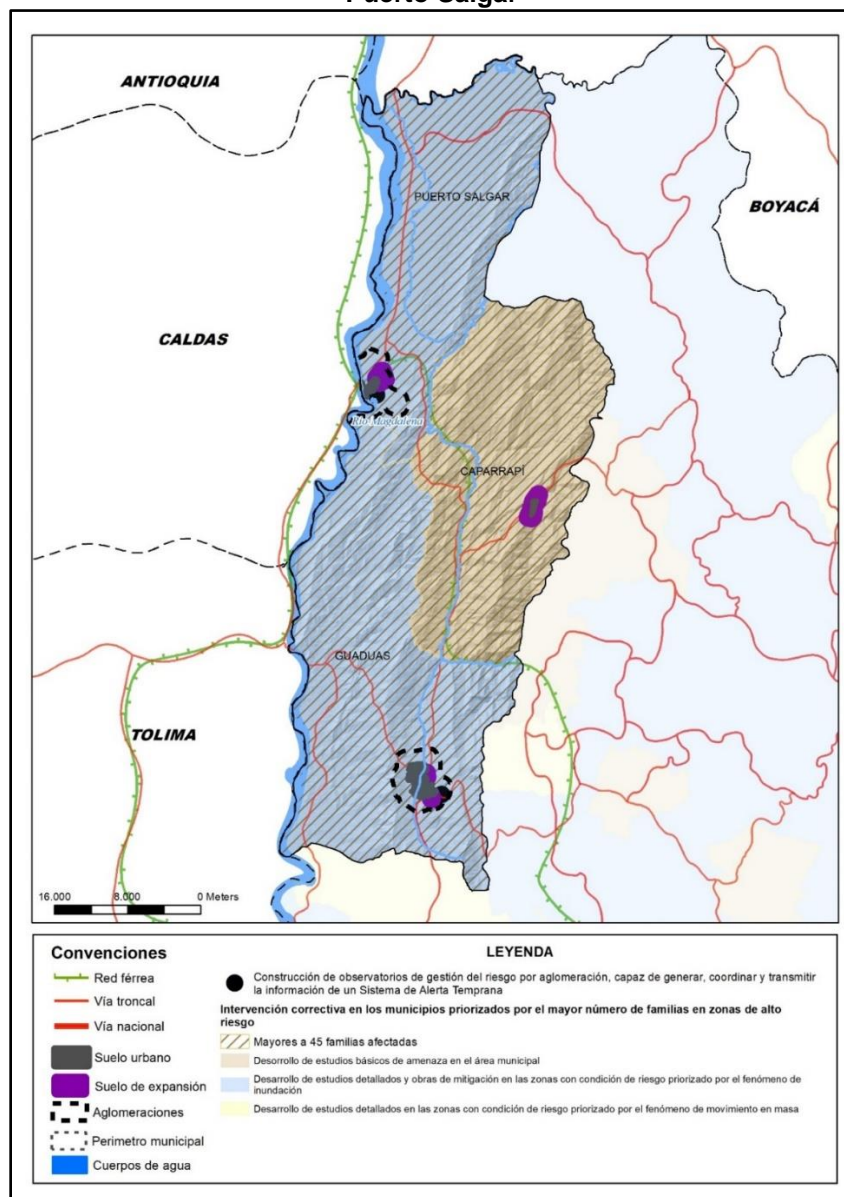 Puerto Salgar
ANTIOQUIA
BOYACÁ
PUERTO SALGAR
CALDAS
Río Magdalena
CAPARRAPÍ
GUADUAS
TOLIMA
16.000 8.000 0 Meters
Convenciones
Red férrea
Vía troncal
Vía nacional
Suelo urbano
Suelo de expansión
Aglomeraciones
Perimetro municipal
Cuerpos de agua
LEYENDA
Construcción de observatorios de gestión del riesgo por aglomeración, capaz de generar, coordinar y transmitir
la información de un Sistema de Alerta Temprana
Intervención correctiva en los municipios priorizados por el mayor número de familias en zonas de alto
riesgo
Mayores a 45 familias afectadas
Desorrollo de estudios básicos de amenaza en el área municipal
Desarrollo de estudios detallados y obras de mitigación en las zonas con condición de riesgo priorizado por el fenómeno de
inundación
Desarrollo de estudios detallados en las zonas con condición de riesgo priorizado por el fenómeno de movimiento en masa